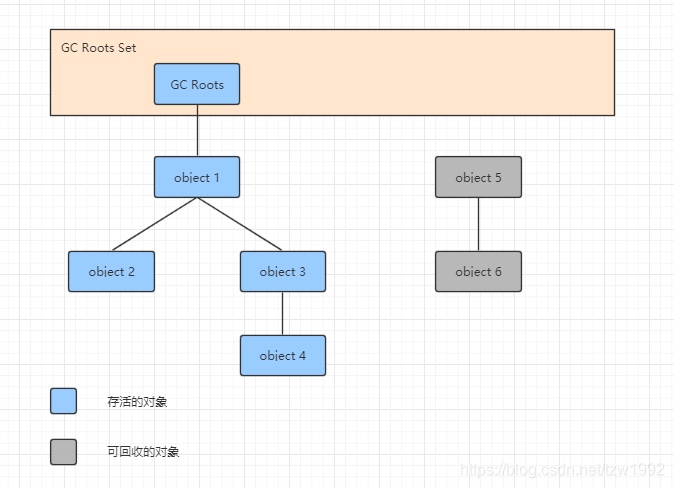 GC Roots Set
GC Roots
object 1
object 5
object 2
object 3
object 6
object 4
存活的对象
可回收的对象
https://blog.csdn.net/tzw1992